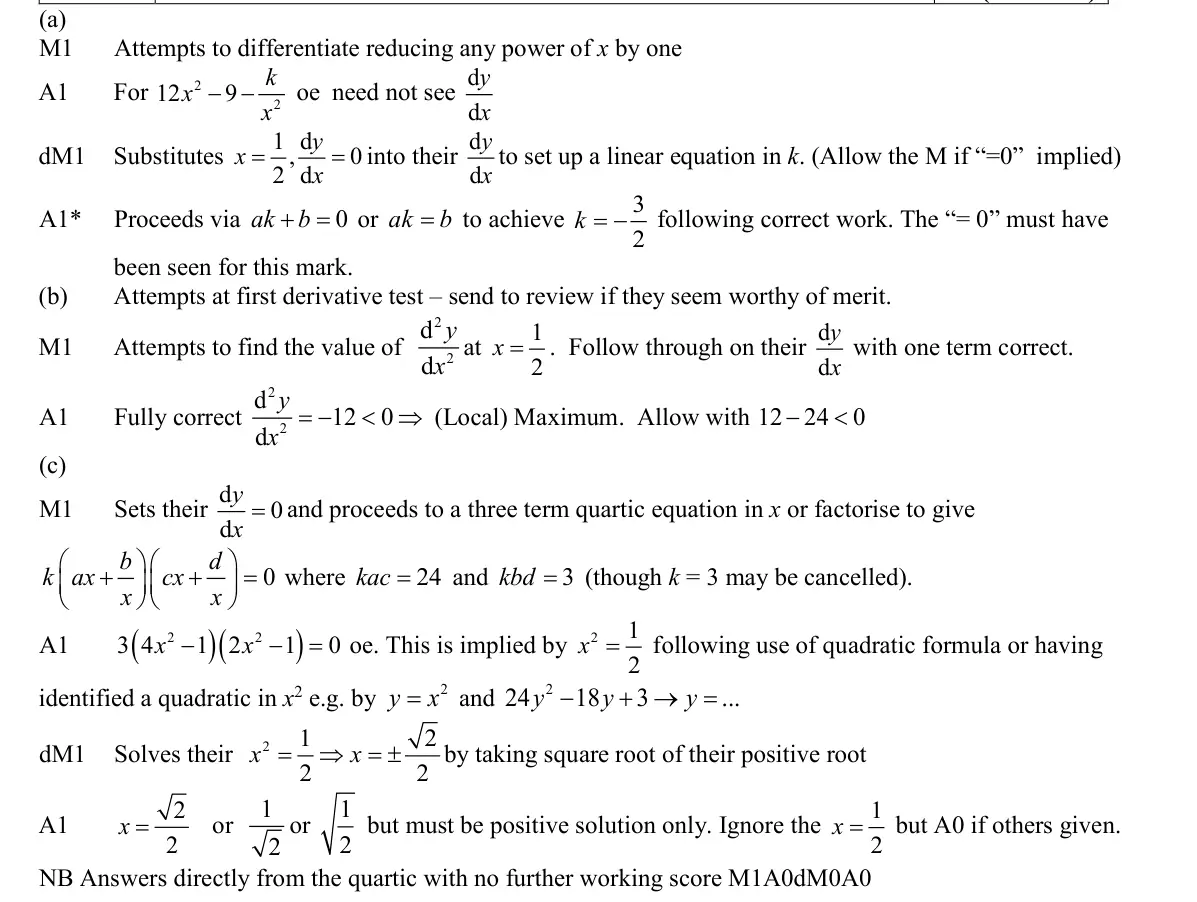 (a)
M1 Attempts to differentiate reducing any power of x by one
A1 For 12x² − 9 − k/x² oe need not see dy/dx
dM1 Substitutes x = 1/2, dy/dx = 0 into their dy/dx to set up a linear equation in k. (Allow the M if “=0” implied)
A1* Proceeds via ak + b = 0 or ak = b to achieve k = −3/2 following correct work. The “= 0” must have
been seen for this mark.
(b) Attempts at first derivative test – send to review if they seem worthy of merit.
M1 Attempts to find the value of d²y/dx² at x = 1/2. Follow through on their dy/dx with one term correct.
A1 Fully correct d²y/dx² = −12 < 0 ⇒ (Local) Maximum. Allow with 12 − 24 < 0
(c)
M1 Sets their dy/dx = 0 and proceeds to a three term quartic equation in x or factorise to give
k(ax + b/x)(cx + d/x) = 0 where kac = 24 and kbd = 3 (though k = 3 may be cancelled).
A1 3(4x² − 1)(2x² − 1) = 0 oe. This is implied by x² = 1/2 following use of quadratic formula or having
identified a quadratic in x² e.g. by y = x² and 24y² − 18y + 3 → y = ...
dM1 Solves their x² = 1/2 ⇒ x = ±√2/2 by taking square root of their positive root
A1 x = √2/2 or 1/√2 or √(1/2) but must be positive solution only. Ignore the x = 1/2 but A0 if others given.
NB Answers directly from the quartic with no further working score M1A0dM0A0